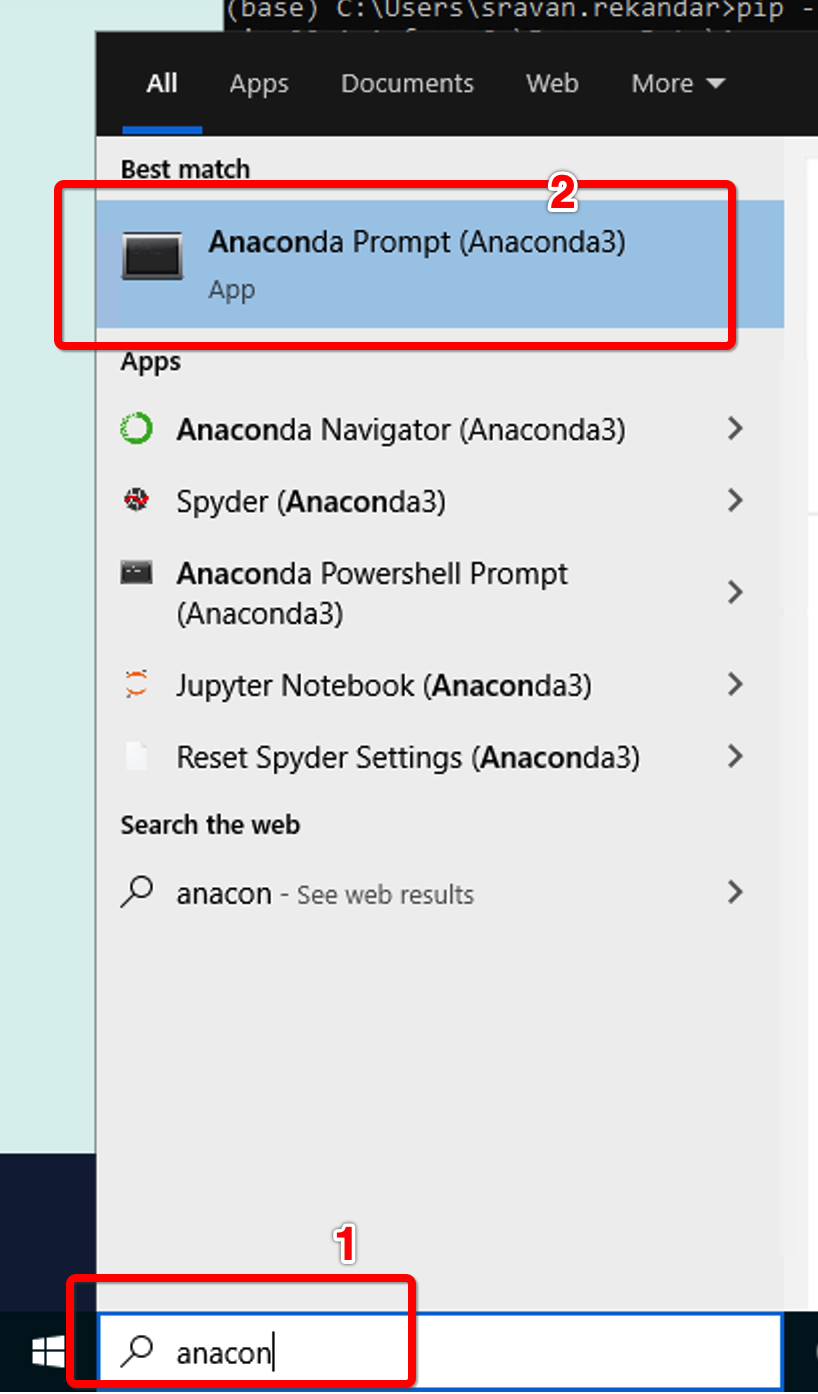 (base) C:\Users\sravan.rekandar>pip -
All Apps Documents Web More
Best match
2
Anaconda Prompt (Anaconda3)
App
Apps
Anaconda Navigator (Anaconda3)
Spyder (Anaconda3)
Anaconda Powershell Prompt
(Anaconda3)
Jupyter Notebook (Anaconda3)
Reset Spyder Settings (Anaconda3)
Search the web
anacon - See web results
1
anacon